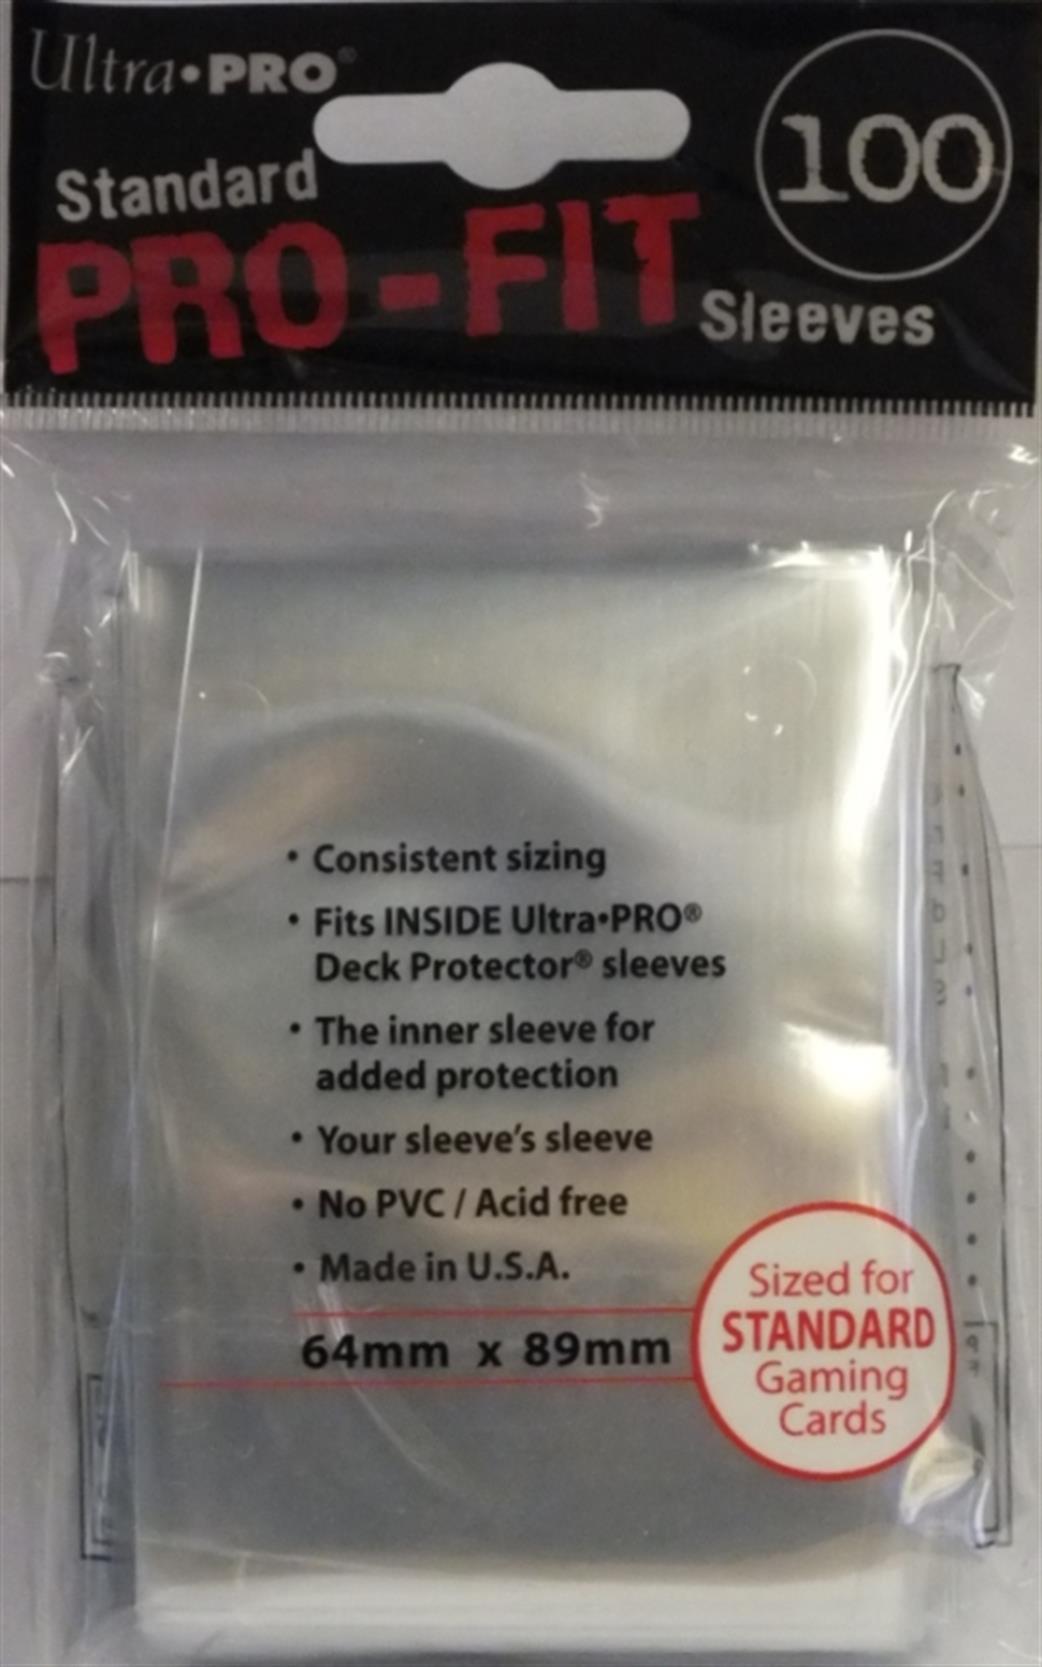 Ultra•PRO®
100
Standard
PRO-FIT
Sleeves
• Consistent sizing
• Fits INSIDE Ultra•PRO®
Deck Protector® sleeves
• The inner sleeve for
added protection
• Your sleeve's sleeve
• No PVC / Acid free
• Made in U.S.A.
64mm x 89mm
Sized for
STANDARD
Gaming
Cards